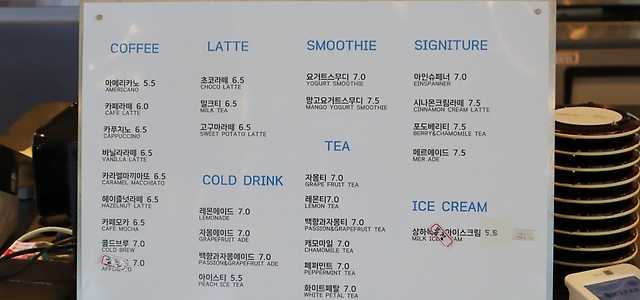 COFFEE
아메리카노 5.5
AMERICANO
카페라떼 6.0
CAFE LATTE
카푸치노 6.5
CAPPUCCINO
바닐라라떼 6.5
VANILLA LATTE
카라멜마끼아또 6.5
CARAMEL MACCHIATO
헤이즐넛라떼 6.5
HAZELNUT LATTE
카페모카 6.5
CAFE MOCHA
콜드브루 7.0
COLD BREW
7.0
LATTE
초코라떼 6.5
CHOCO LATTE
밀크티 6.5
MILK TEA
고구마라떼 6.5
SWEET POTATO LATTE
COLD DRINK
레몬에이드 7.0
LEMONADE
자몽에이드 7.0
GRAPEFRUIT ADE
백향과자몽에이드 7.0
PASSION&GRAPEFRUIT ADE
아이스티 5.5
PEACH ICE TEA
SMOOTHIE
요거트스무디 7.0
YOGURT SMOOTHIE
망고요거트스무디 7.5
MANGO YOGURT SMOOTHIE
TEA
자몽티 7.0
GRAPE FRUIT TEA
레몬티 7.0
LEMON TEA
백향과자몽티 7.0
PASSION&GRAPEFRUIT TEA
캐모마일 7.0
CHAMOMILE TEA
페퍼민트 7.0
PEPPERMINT TEA
화이트페탈 7.0
WHITE PETAL TEA
SIGNITURE
아인슈페너 7.0
EINSPANNER
시나몬크림라떼 7.5
CINNAMON CREAM LATTE
포도베리티 7.5
BERRY&CHAMOMILE TEA
메르에이드 7.5
MER ADE
ICE CREAM
아이스크림 5.5
MILK